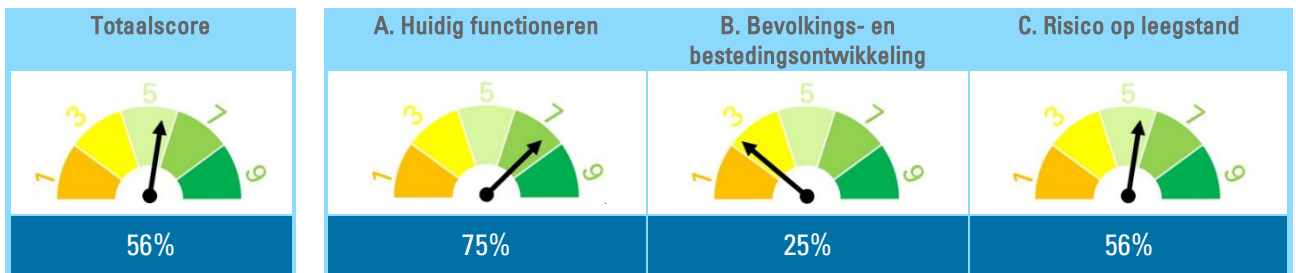 Totaalscore
A. Huidig functioneren
B. Bevolkings- en
bestedingsontwikkeling
C. Risico op leegstand
1 3 5 7 9
1 3 5 7 9
1 3 5 7 9
1 3 5 7 9
56%
75%
25%
56%